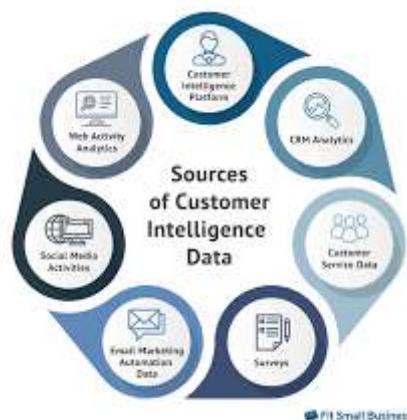 Customer
Intelligence
Platform
CRM Analytics
Customer
Service Data
Surveys
Email Marketing
Automation
Data
Social Media
Activities
Web Activity
Analytics
Sources
of Customer
Intelligence
Data
Fit Small Busines